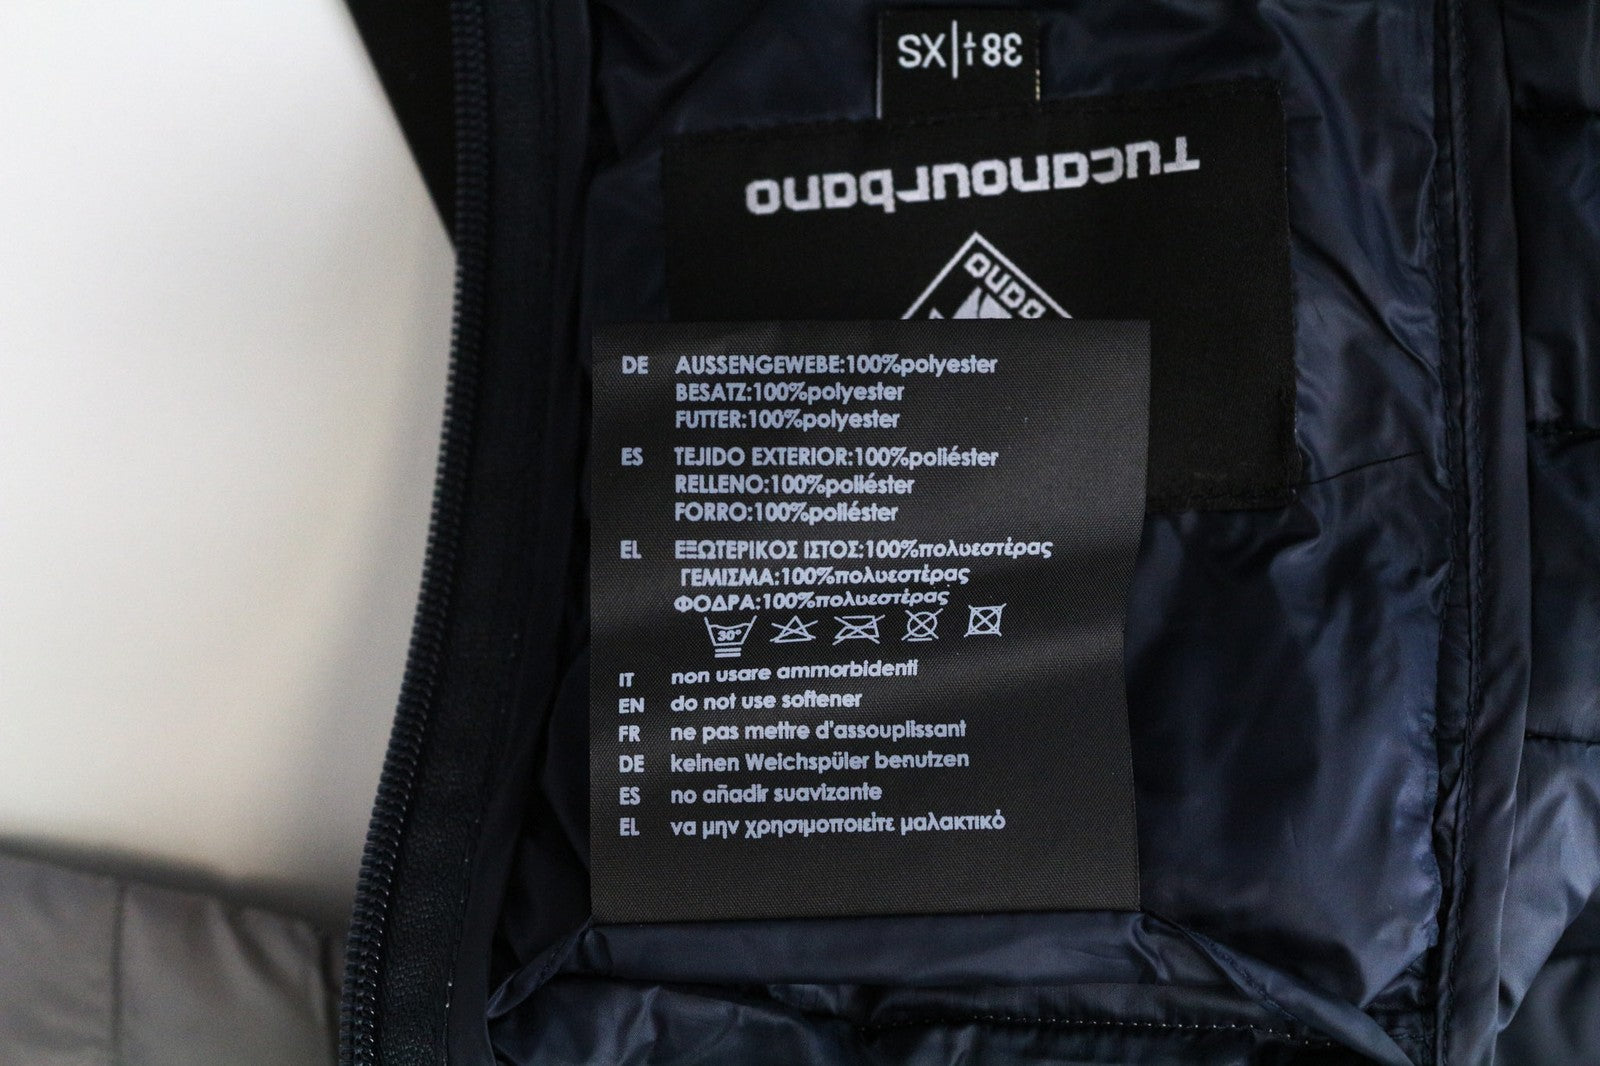 38 IT|XS
Tucanourbano
DE AUSSENGEWEBE:100%polyester
BESATZ:100%polyester
FUTTER:100%polyester
ES TEJIDO EXTERIOR:100%poliéster
RELLENO:100%poliéster
FORRO:100%poliéster
EL ΕΞΩΤΕΡΙΚΟΣ ΙΣΤΟΣ:100%πολυεστέρας
ΓΕΜΙΣΜΑ:100%πολυεστέρας
ΦΟΔΡΑ:100%πολυεστέρας
30°
IT non usare ammorbidenti
EN do not use softener
FR ne pas mettre d'assouplissant
DE keinen Weichspüler benutzen
ES no añadir suavizante
EL να μην χρησιμοποιείτε μαλακτικό